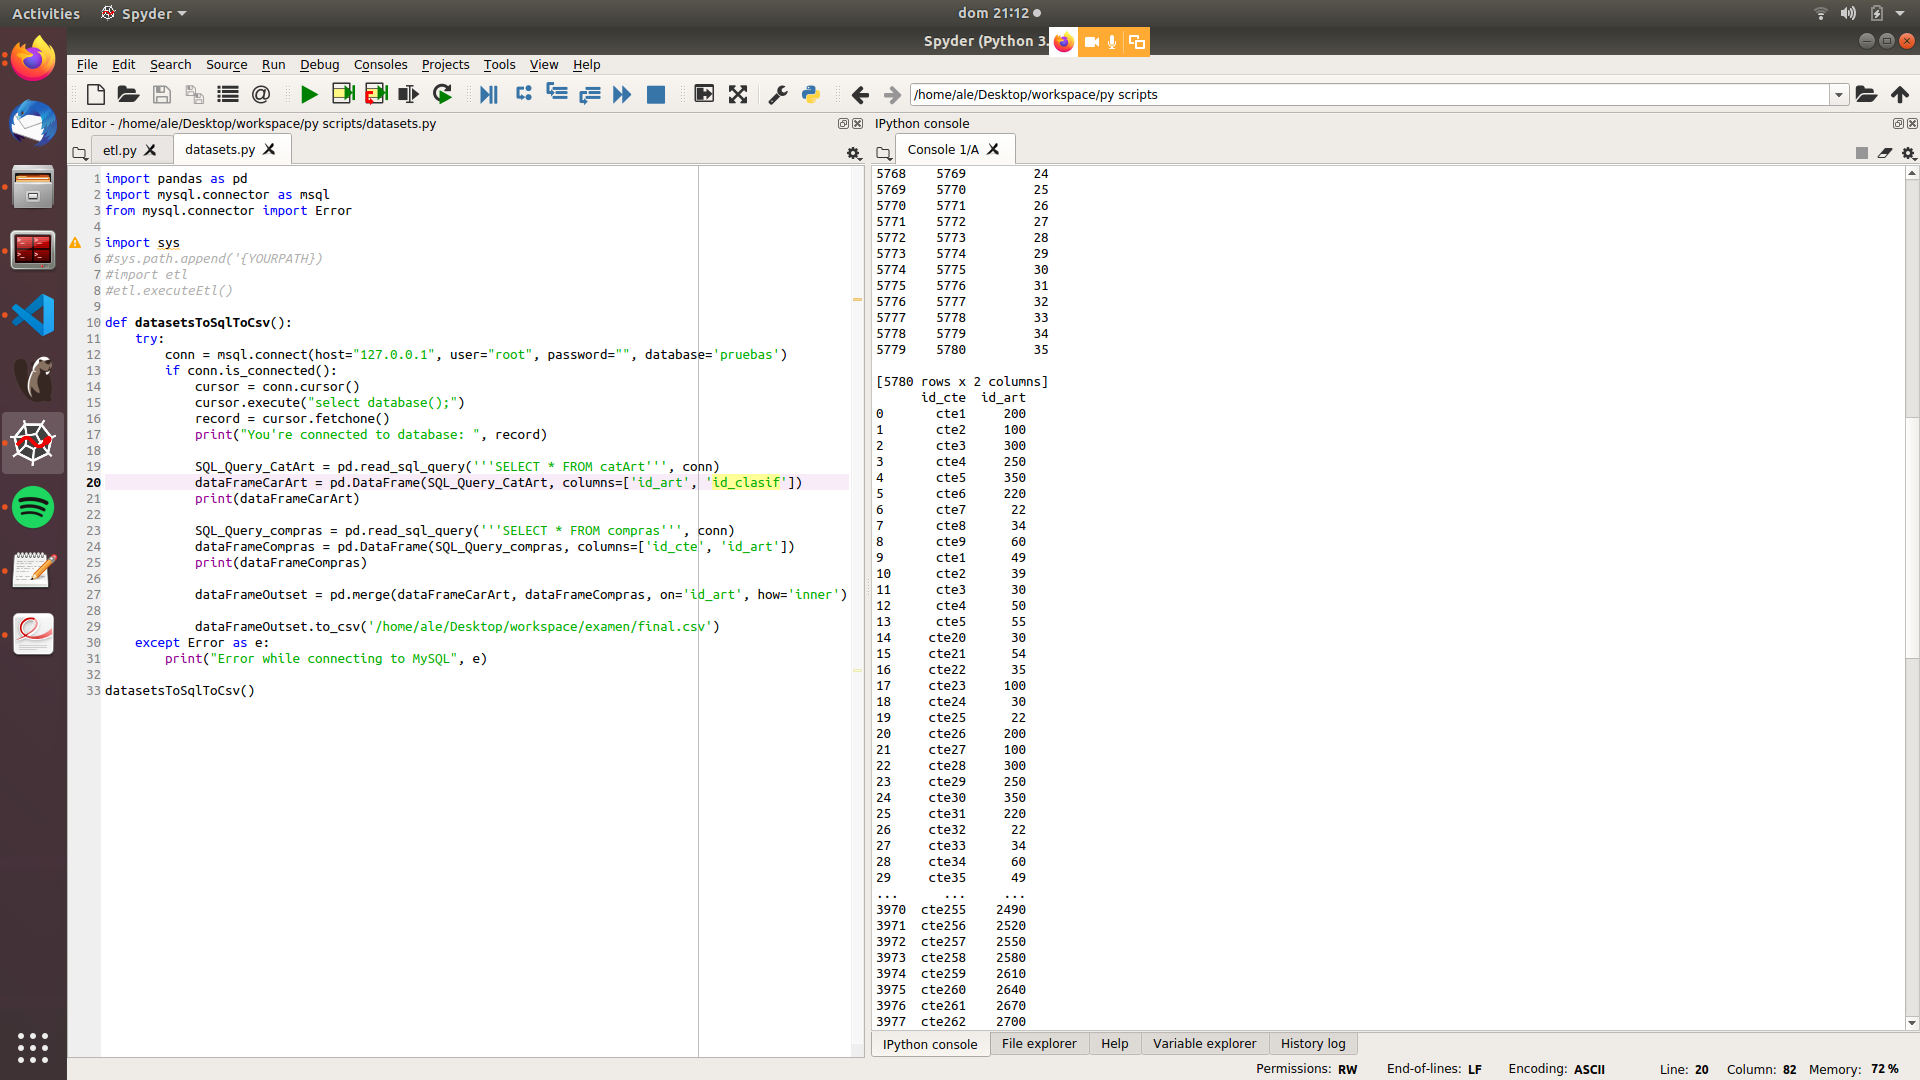 Activities
Spyder
dom 21:12
Spyder (Python 3.
File Edit Search Source Run Debug Consoles Projects Tools View Help
/home/ale/Desktop/workspace/py scripts
Editor - /home/ale/Desktop/workspace/py scripts/datasets.py
etl.py
datasets.py
1 import pandas as pd
2 import mysql.connector as msql
3 from mysql.connector import Error
4
5 import sys
6 #sys.path.append('{YOURPATH})
7 #import etl
8 #etl.executeEtl()
9
10 def datasetsToSqlToCsv():
11     try:
12         conn = msql.connect(host="127.0.0.1", user="root", password="", database='pruebas')
13         if conn.is_connected():
14             cursor = conn.cursor()
15             cursor.execute("select database();")
16             record = cursor.fetchone()
17             print("You're connected to database: ", record)
18
19             SQL_Query_CatArt = pd.read_sql_query('''SELECT * FROM catArt''', conn)
20             dataFrameCarArt = pd.DataFrame(SQL_Query_CatArt, columns=['id_art', 'id_clasif'])
21             print(dataFrameCarArt)
22
23             SQL_Query_compras = pd.read_sql_query('''SELECT * FROM compras''', conn)
24             dataFrameCompras = pd.DataFrame(SQL_Query_compras, columns=['id_cte', 'id_art'])
25             print(dataFrameCompras)
26
27             dataFrameOutset = pd.merge(dataFrameCarArt, dataFrameCompras, on='id_art', how='inner')
28
29             dataFrameOutset.to_csv('/home/ale/Desktop/workspace/examen/final.csv')
30     except Error as e:
31         print("Error while connecting to MySQL", e)
32
33 datasetsToSqlToCsv()
IPython console
Console 1/A
5768 5769 24
5769 5770 25
5770 5771 26
5771 5772 27
5772 5773 28
5773 5774 29
5774 5775 30
5775 5776 31
5776 5777 32
5777 5778 33
5778 5779 34
5779 5780 35
[5780 rows x 2 columns]
id_cte id_art
0 cte1 200
1 cte2 100
2 cte3 300
3 cte4 250
4 cte5 350
5 cte6 220
6 cte7 22
7 cte8 34
8 cte9 60
9 cte1 49
10 cte2 39
11 cte3 30
12 cte4 50
13 cte5 55
14 cte20 30
15 cte21 54
16 cte22 35
17 cte23 100
18 cte24 30
19 cte25 22
20 cte26 200
21 cte27 100
22 cte28 300
23 cte29 250
24 cte30 350
25 cte31 220
26 cte32 22
27 cte33 34
28 cte34 60
29 cte35 49
... ... ...
3970 cte255 2490
3971 cte256 2520
3972 cte257 2550
3973 cte258 2580
3974 cte259 2610
3975 cte260 2640
3976 cte261 2670
3977 cte262 2700
IPython console File explorer Help Variable explorer History log
Permissions: RW End-of-lines: LF Encoding: ASCII Line: 20 Column: 82 Memory: 72 %